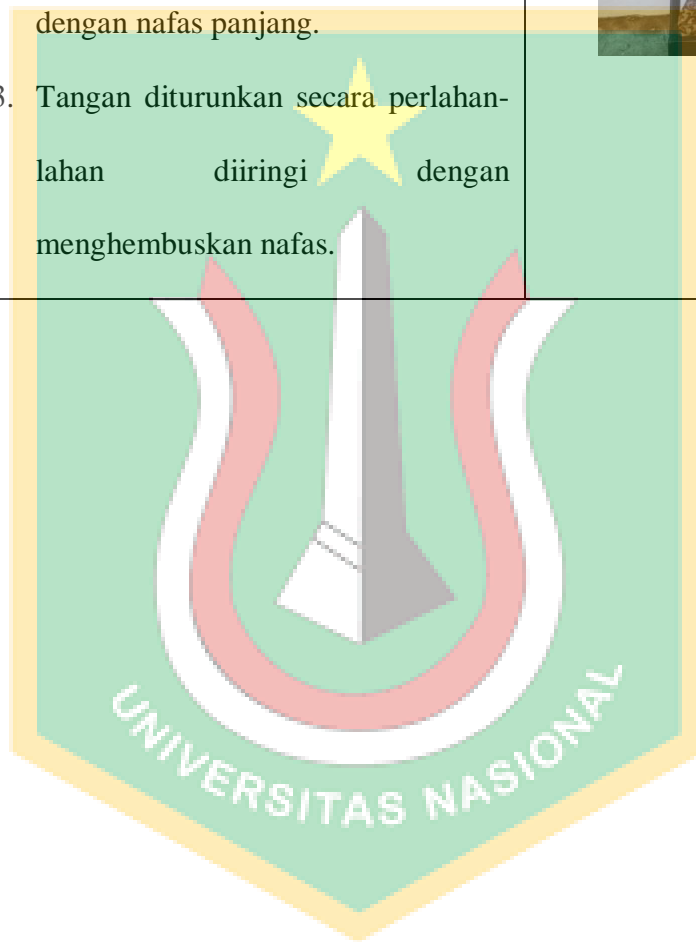 dengan nafas panjang.
3. Tangan diturunkan secara perlahan-
lahan diiringi dengan
menghembuskan nafas.
UNIVERSITAS NASIONAL